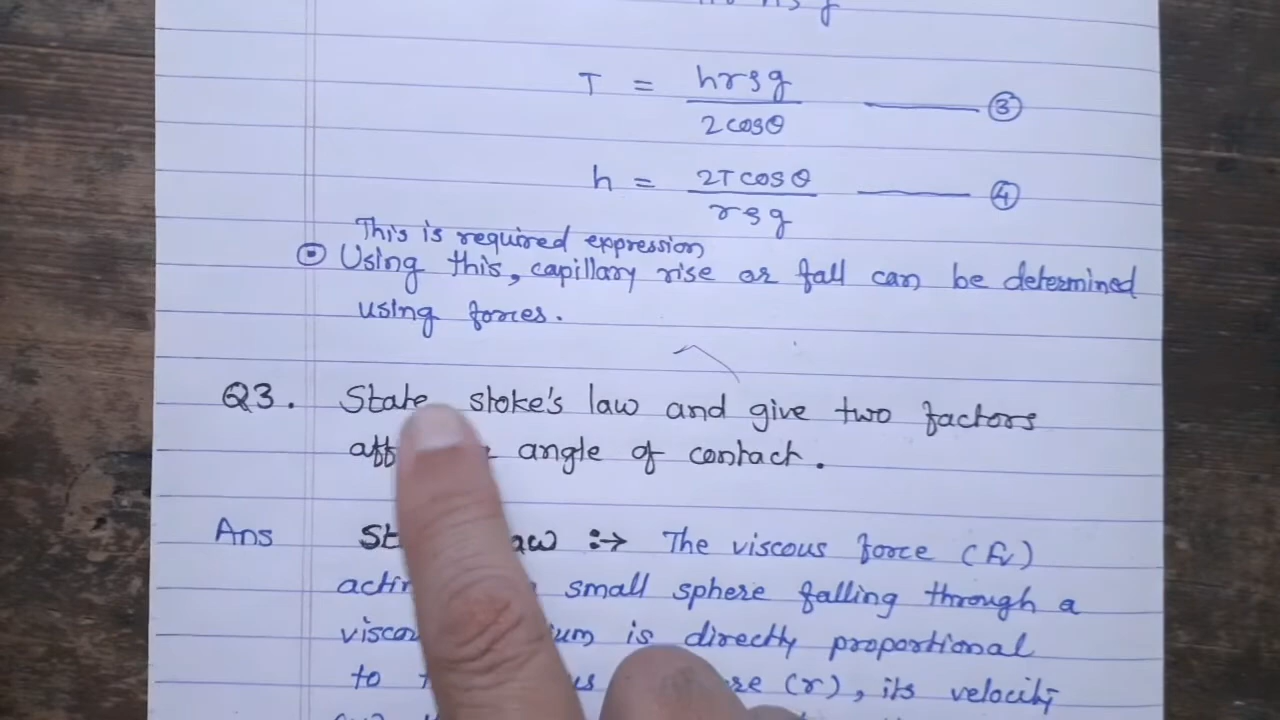 T = hrρg / 2cosθ ——— ③
h = 2Tcosθ / rρg ——— ④
This is required expression
Using this, capillary rise or fall can be determined
using forces.
Q3. State stoke's law and give two factors
angle of contact.
Ans law :→ The viscous force (Fv)
small sphere falling through a
is directly proportional
to (r), its velocity